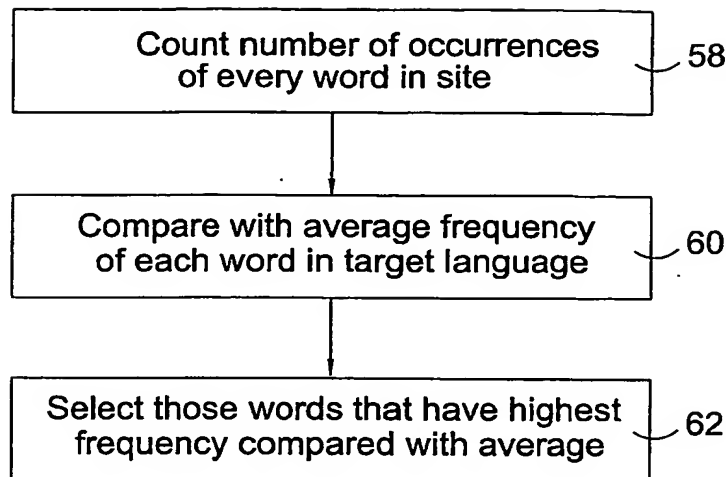 Count number of occurrences
of every word in site
58
Compare with average frequency
of each word in target language
60
Select those words that have highest
frequency compared with average
62